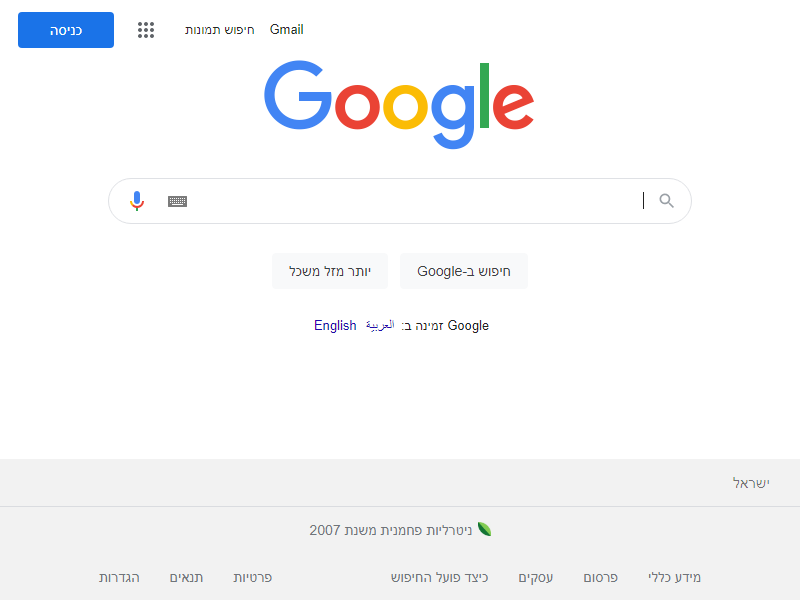 Gmail חיפוש תמונות כניסה
Google
חיפוש ב-Google יותר מזל משכל
Google זמינה ב: العربية English
ישראל
ניטרליות פחמנית משנת 2007
מידע כללי פרסום עסקים כיצד פועל החיפוש פרטיות תנאים הגדרות